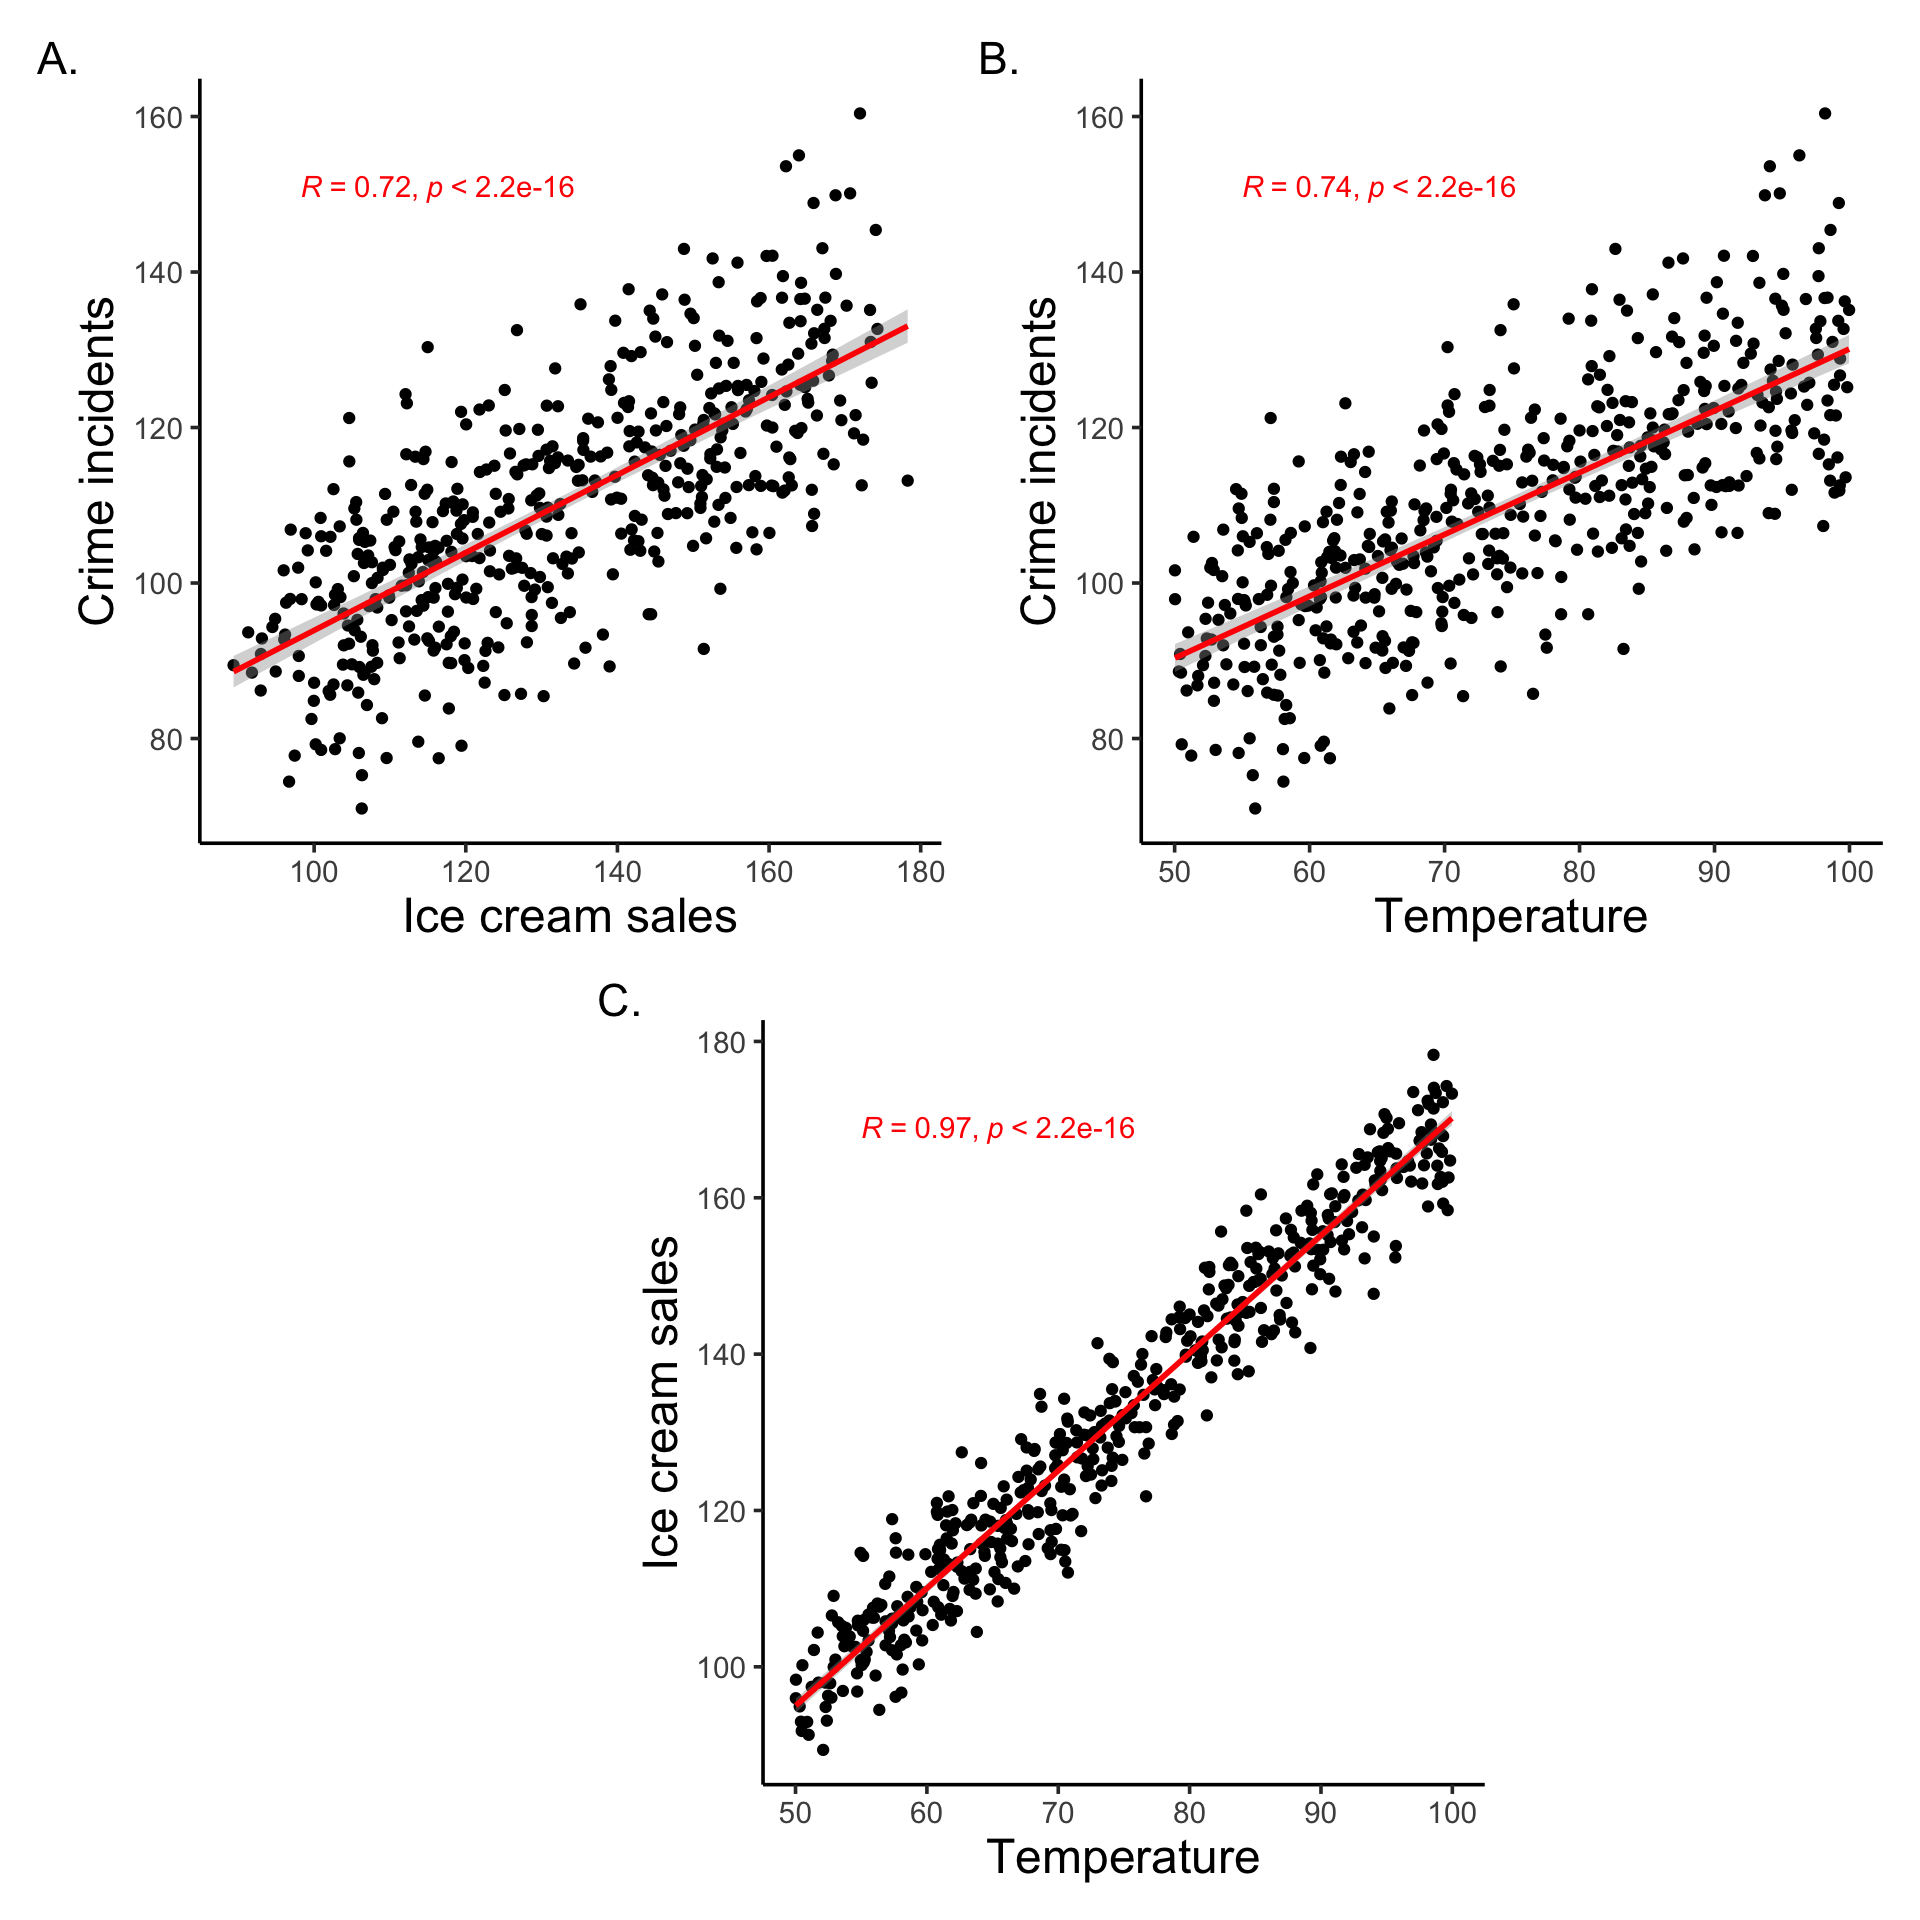 A.
160
140
120
100
80
Crime incidents
R = 0.72, p < 2.2e-16
100 120 140 160 180
Ice cream sales
B.
160
140
120
100
80
Crime incidents
R = 0.74, p < 2.2e-16
50 60 70 80 90 100
Temperature
C.
180
160
140
120
100
Ice cream sales
R = 0.97, p < 2.2e-16
50 60 70 80 90 100
Temperature